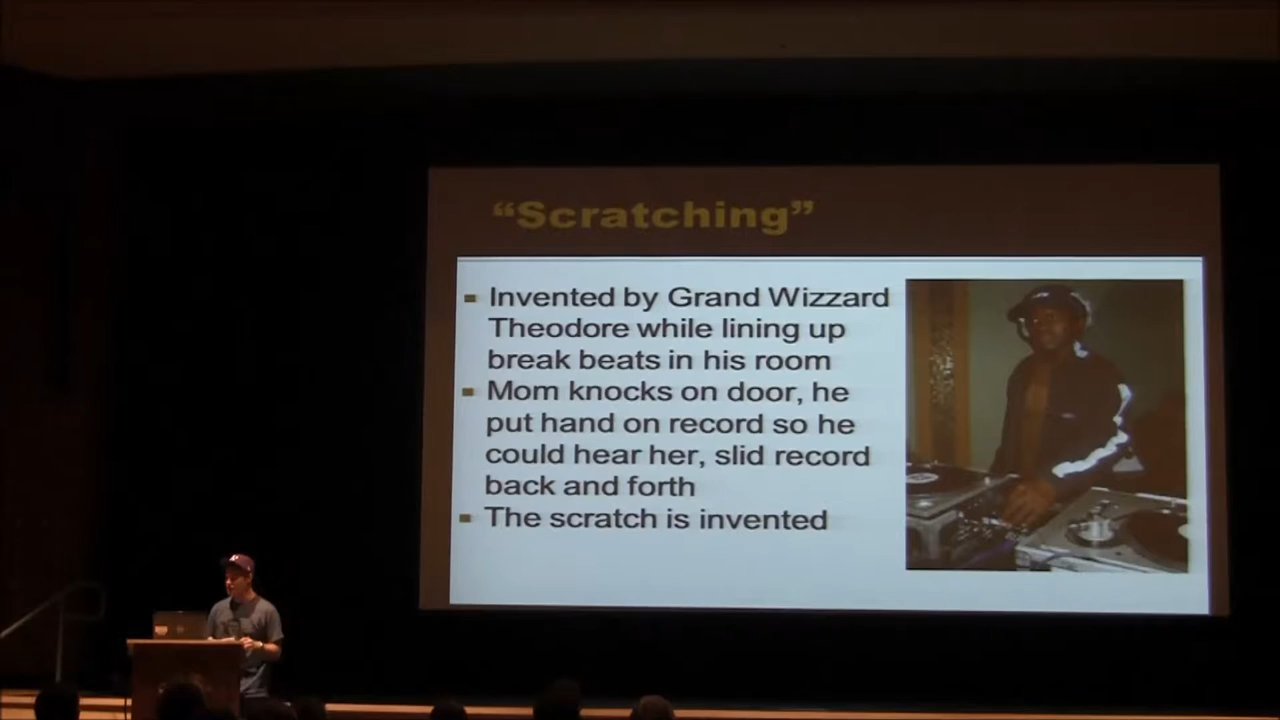 “Scratching”
Invented by Grand Wizzard
Theodore while lining up
break beats in his room
Mom knocks on door, he
put hand on record so he
could hear her, slid record
back and forth
The scratch is invented